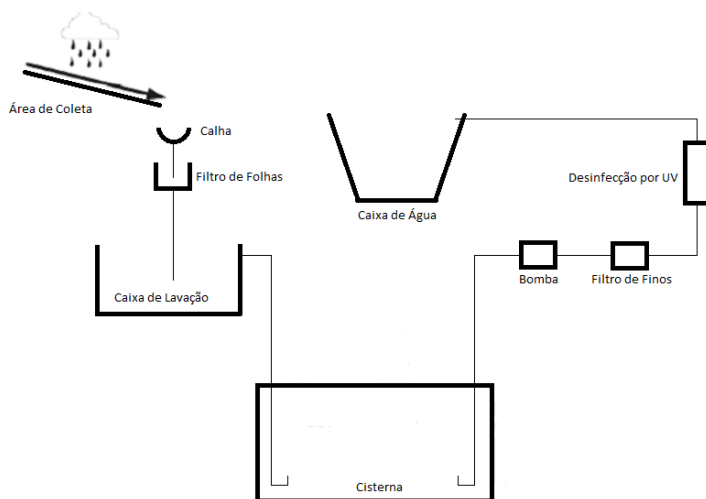 Área de Coleta
Calha
Filtro de Folhas
Caixa de Água
Desinfecção por UV
Bomba
Filtro de Finos
Caixa de Lavação
Cisterna